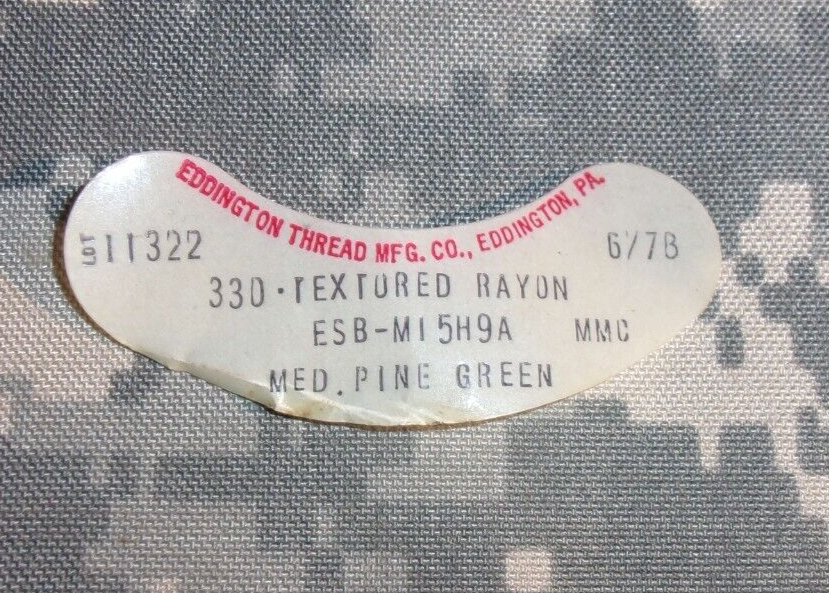 EDDINGTON THREAD MFG. CO., EDDINGTON, PA.
LOT 11322 6/78
330·TEXTURED RAYON
ESB-M15H9A MMC
MED. PINE GREEN